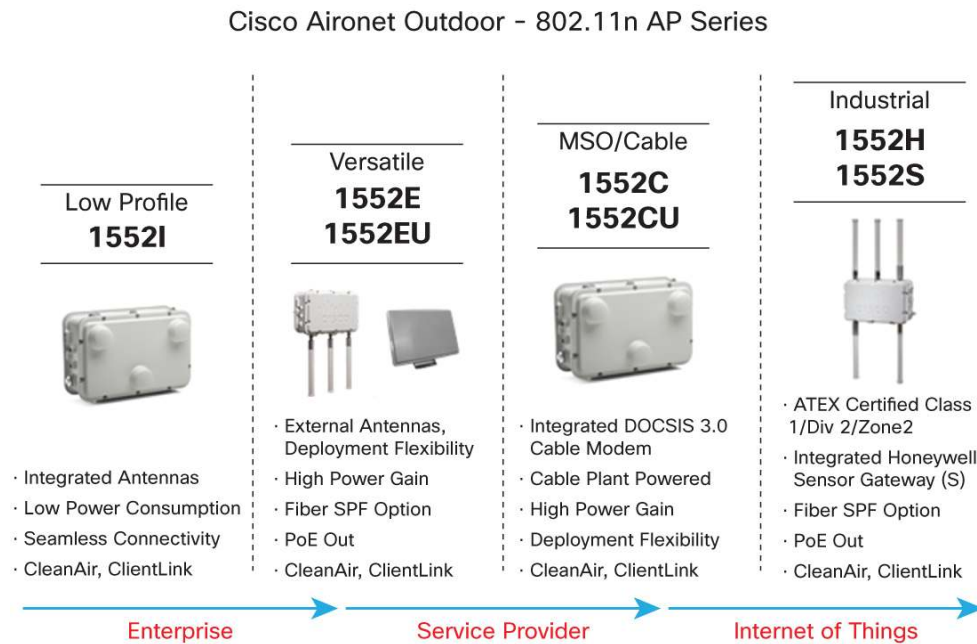 Cisco Aironet Outdoor - 802.11n AP Series
Low Profile
1552I
· Integrated Antennas
· Low Power Consumption
· Seamless Connectivity
· CleanAir, ClientLink
Versatile
1552E
1552EU
· External Antennas,
Deployment Flexibility
· High Power Gain
· Fiber SPF Option
· PoE Out
· CleanAir, ClientLink
MSO/Cable
1552C
1552CU
· Integrated DOCSIS 3.0
Cable Modem
· Cable Plant Powered
· High Power Gain
· Deployment Flexibility
· CleanAir, ClientLink
Industrial
1552H
1552S
· ATEX Certified Class
1/Div 2/Zone2
· Integrated Honeywell
Sensor Gateway (S)
· Fiber SPF Option
· PoE Out
· CleanAir, ClientLink
Enterprise
Service Provider
Internet of Things